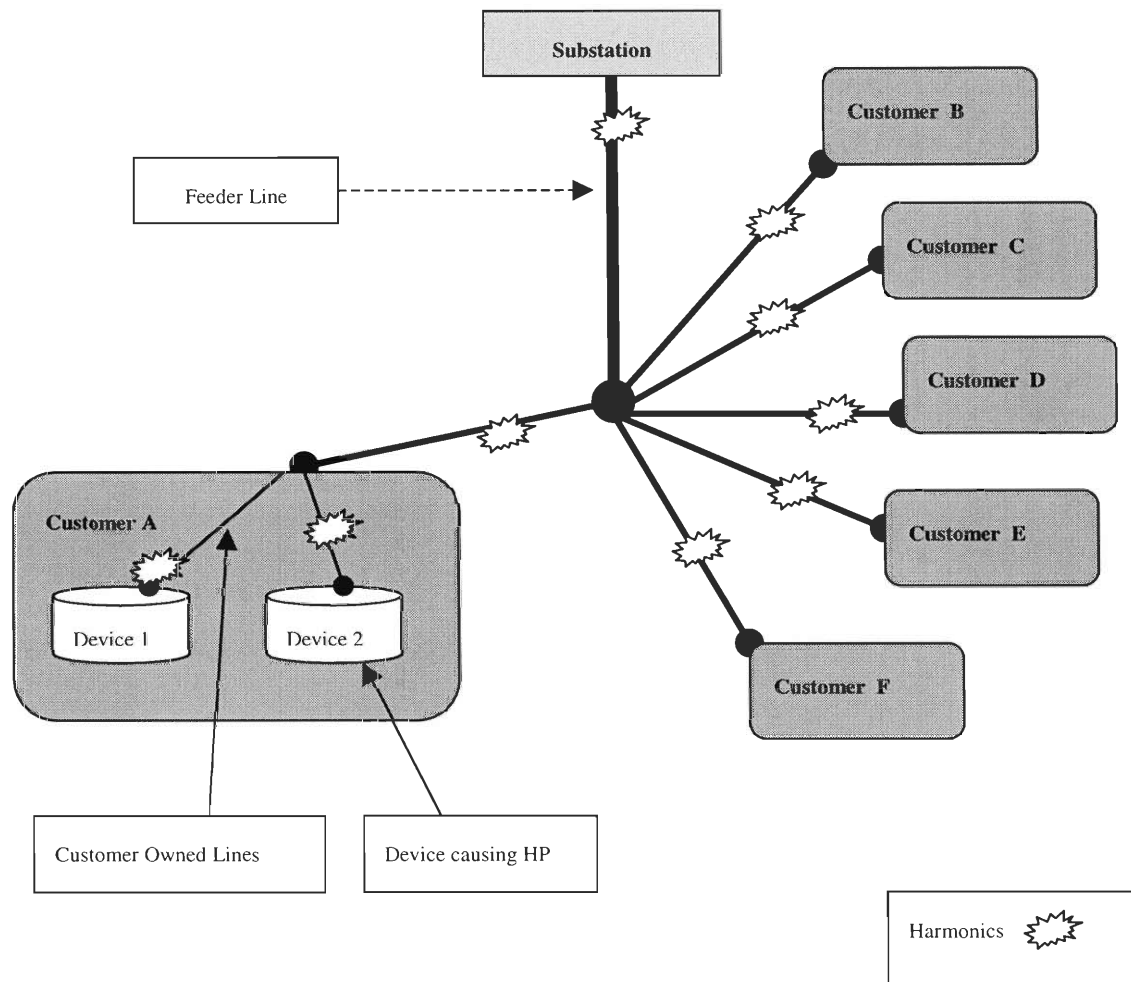 Substation
Customer B
Feeder Line
Customer C
Customer D
Customer A
Customer E
Device 1
Device 2
Customer F
Customer Owned Lines
Device causing HP
Harmonics